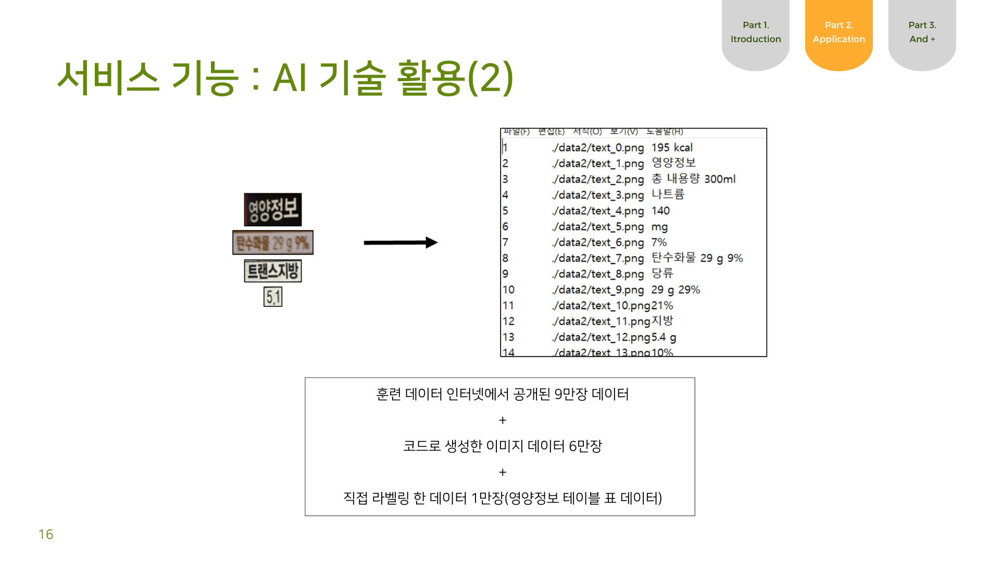 Part 1.
Itroduction
Part 2.
Application
Part 3.
And +
서비스 기능 : AI 기술 활용(2)
영양정보
탄수화물 29 g 9%
트랜스지방
5.1
파일(F) 편집(E) 서식(O) 보기(V) 도움말(H)
1 ./data2/text_0.png 195 kcal
2 ./data2/text_1.png 영양정보
3 ./data2/text_2.png 총 내용량 300ml
4 ./data2/text_3.png 나트륨
5 ./data2/text_4.png 140
6 ./data2/text_5.png mg
7 ./data2/text_6.png 7%
8 ./data2/text_7.png 탄수화물 29 g 9%
9 ./data2/text_8.png 당류
10 ./data2/text_9.png 29 g 29%
11 ./data2/text_10.png21%
12 ./data2/text_11.png지방
13 ./data2/text_12.png5.4 g
14 ./data2/text_13.png10%
훈련 데이터 인터넷에서 공개된 9만장 데이터
+
코드로 생성한 이미지 데이터 6만장
+
직접 라벨링 한 데이터 1만장(영양정보 테이블 표 데이터)
16